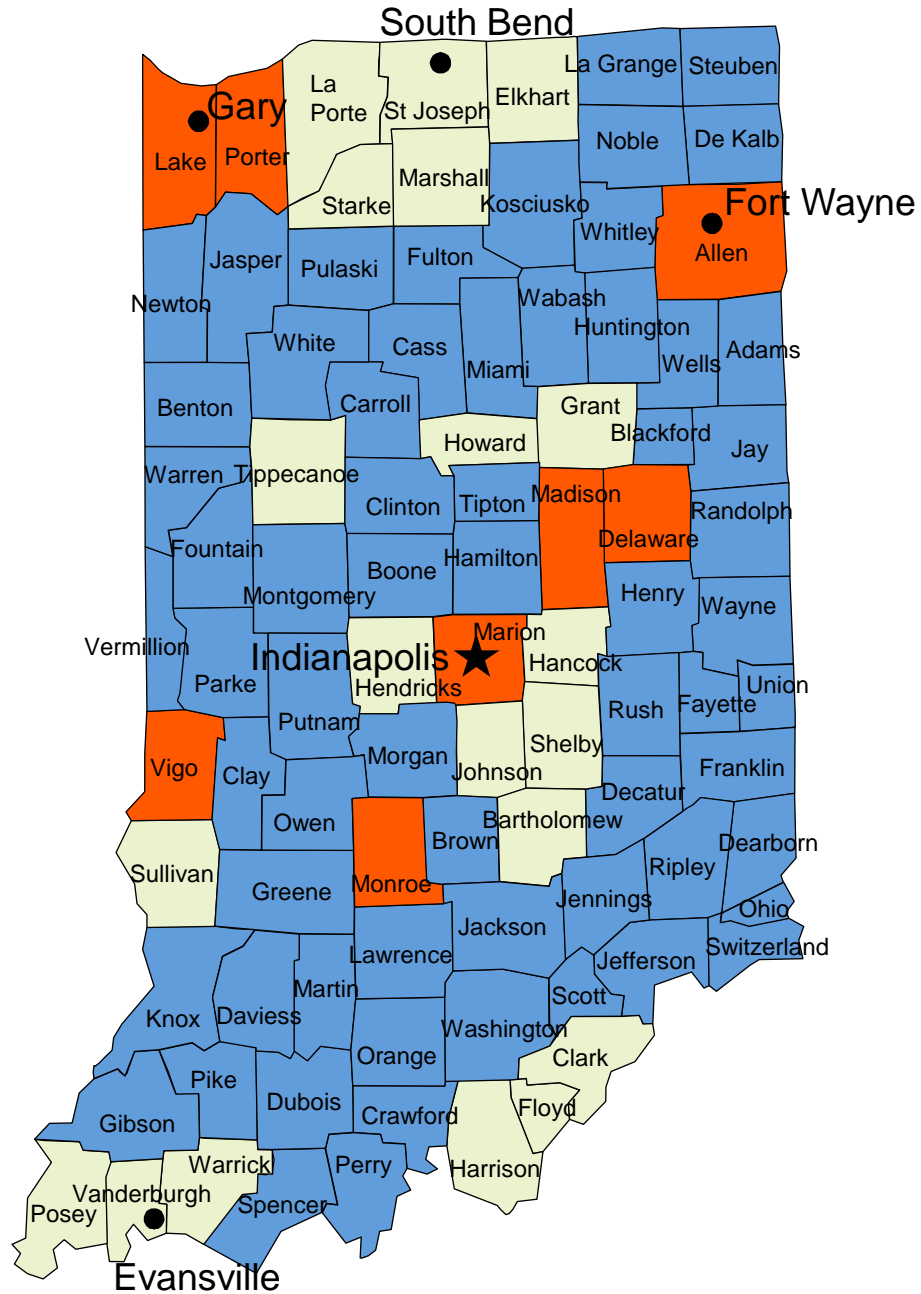 South Bend
La Grange
Steuben
La
Porte
St Joseph
Elkhart
Gary
Lake
Porter
Noble
De Kalb
Starke
Marshall
Kosciusko
Fort Wayne
Whitley
Allen
Newton
Jasper
Pulaski
Fulton
Wabash
Huntington
White
Cass
Miami
Wells
Adams
Benton
Carroll
Grant
Howard
Blackford
Jay
Warren
Tippecanoe
Clinton
Tipton
Madison
Randolph
Fountain
Delaware
Montgomery
Boone
Hamilton
Henry
Wayne
Vermillion
Marion
Indianapolis
Hancock
Parke
Hendricks
Putnam
Rush
Fayette
Union
Vigo
Clay
Morgan
Johnson
Shelby
Franklin
Owen
Decatur
Brown
Bartholomew
Dearborn
Sullivan
Greene
Monroe
Ripley
Jennings
Ohio
Jackson
Lawrence
Switzerland
Jefferson
Martin
Scott
Knox
Daviess
Washington
Orange
Clark
Pike
Dubois
Crawford
Floyd
Gibson
Harrison
Warrick
Perry
Vanderburgh
Posey
Spencer
Evansville